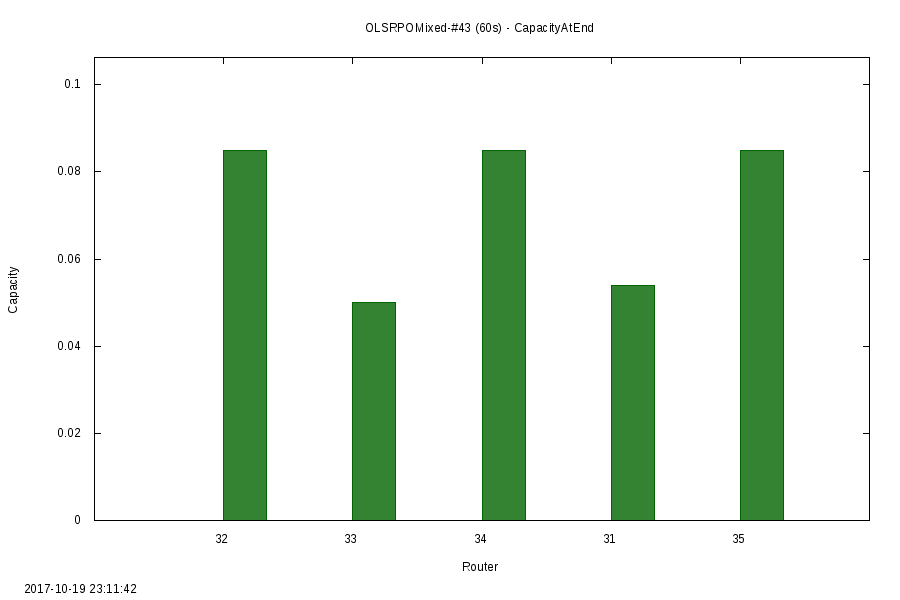 OLSRPOMixed-#43 (60s) - CapacityAtEnd
0.1
0.08
0.06
0.04
0.02
0
Capacity
32 33 34 31 35
Router
2017-10-19 23:11:42